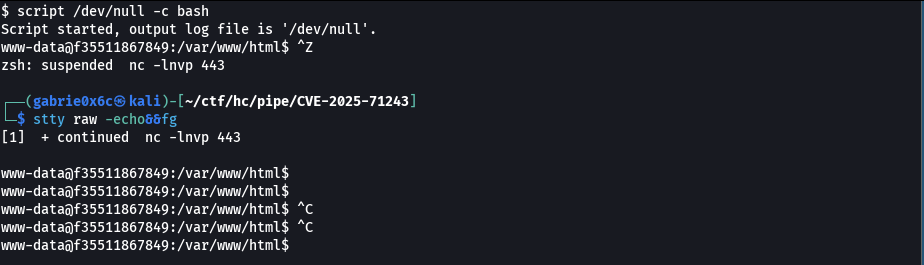 $ script /dev/null -c bash
Script started, output log file is '/dev/null'.
www-data@f35511867849:/var/www/html$ ^Z
zsh: suspended  nc -lnvp 443
┌──(gabrie0x6c㉿kali)-[~/ctf/hc/pipe/CVE-2025-71243]
└─$ stty raw -echo&&fg
[1]  + continued  nc -lnvp 443
www-data@f35511867849:/var/www/html$
www-data@f35511867849:/var/www/html$
www-data@f35511867849:/var/www/html$ ^C
www-data@f35511867849:/var/www/html$ ^C
www-data@f35511867849:/var/www/html$